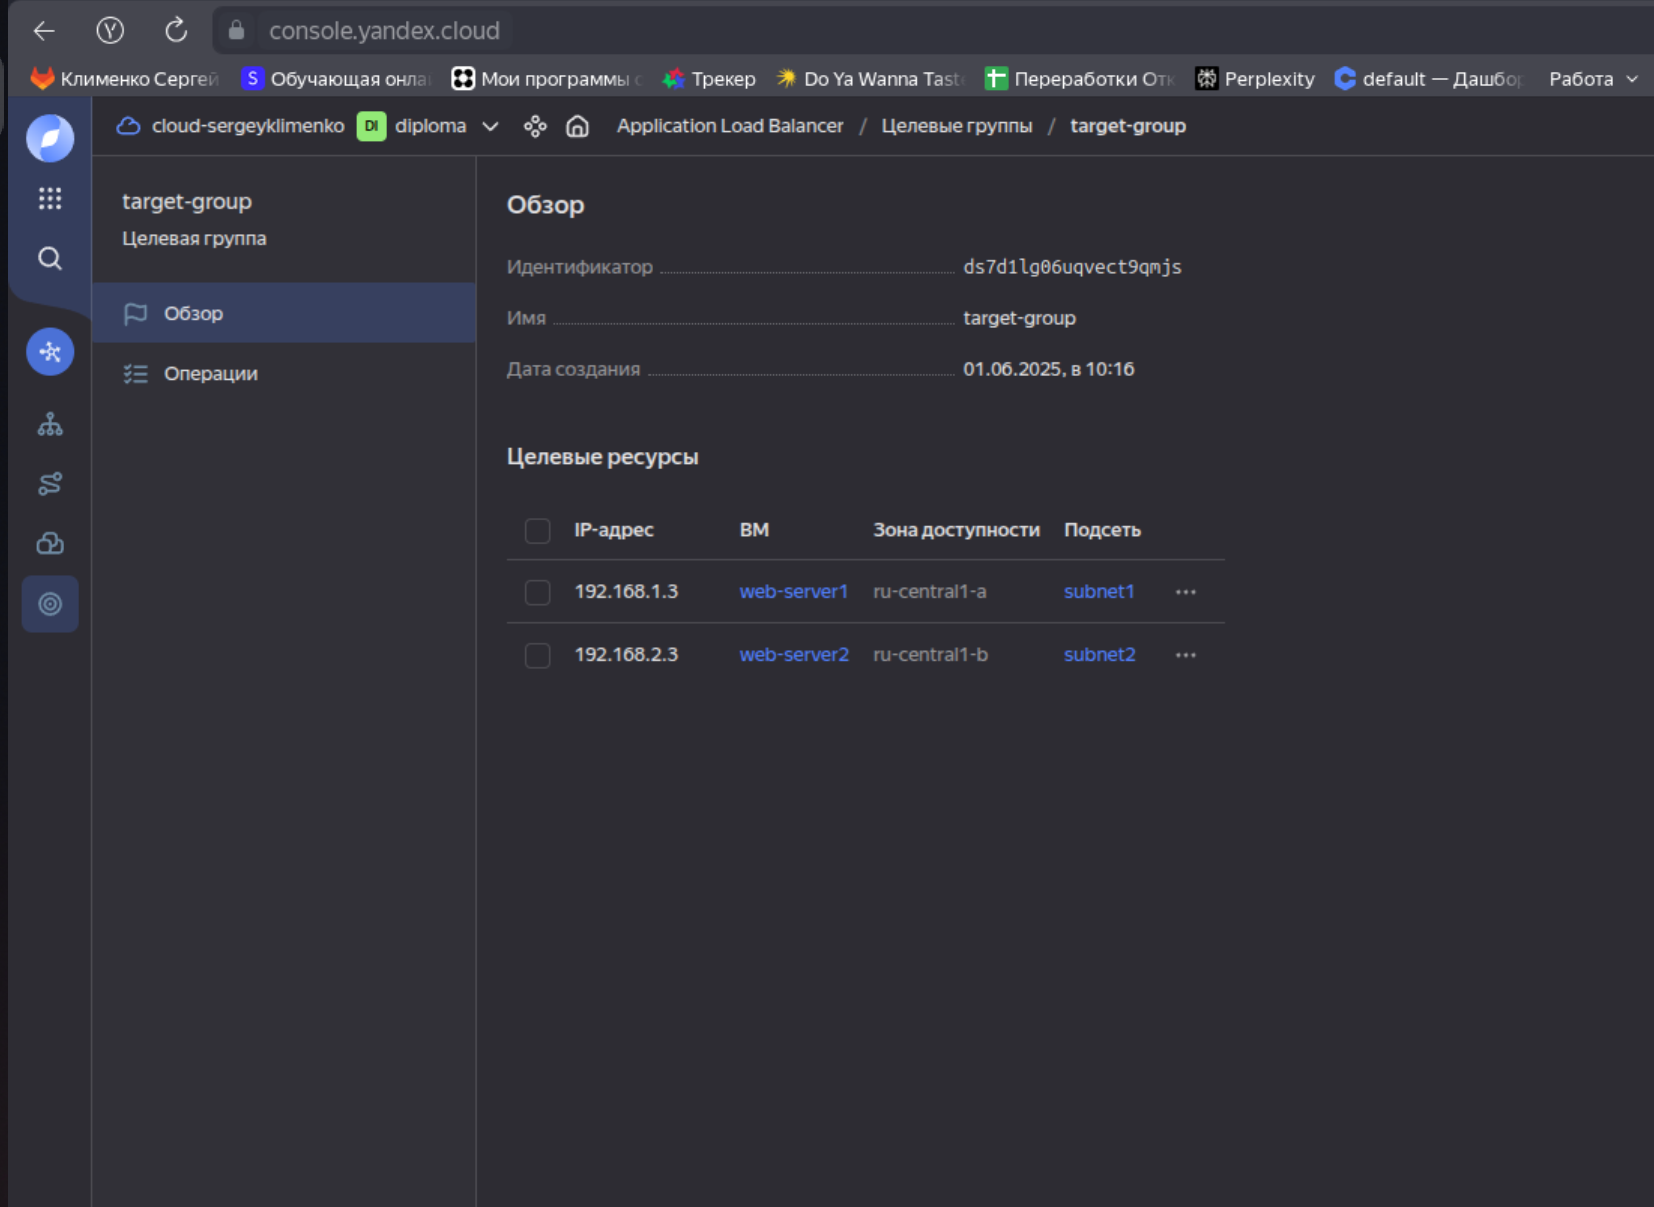 console.yandex.cloud
Клименко Сергей Обучающая онла Мои программы с Трекер Do Ya Wanna Taste Переработки Отк Perplexity default — Дашбор Работа
cloud-sergeyklimenko DI diploma Application Load Balancer / Целевые группы / target-group
target-group
Целевая группа
Обзор
Операции
Обзор
Идентификатор ds7d1lg06uqvect9qmjs
Имя target-group
Дата создания 01.06.2025, в 10:16
Целевые ресурсы
IP-адрес ВМ Зона доступности Подсеть
192.168.1.3 web-server1 ru-central1-a subnet1
192.168.2.3 web-server2 ru-central1-b subnet2